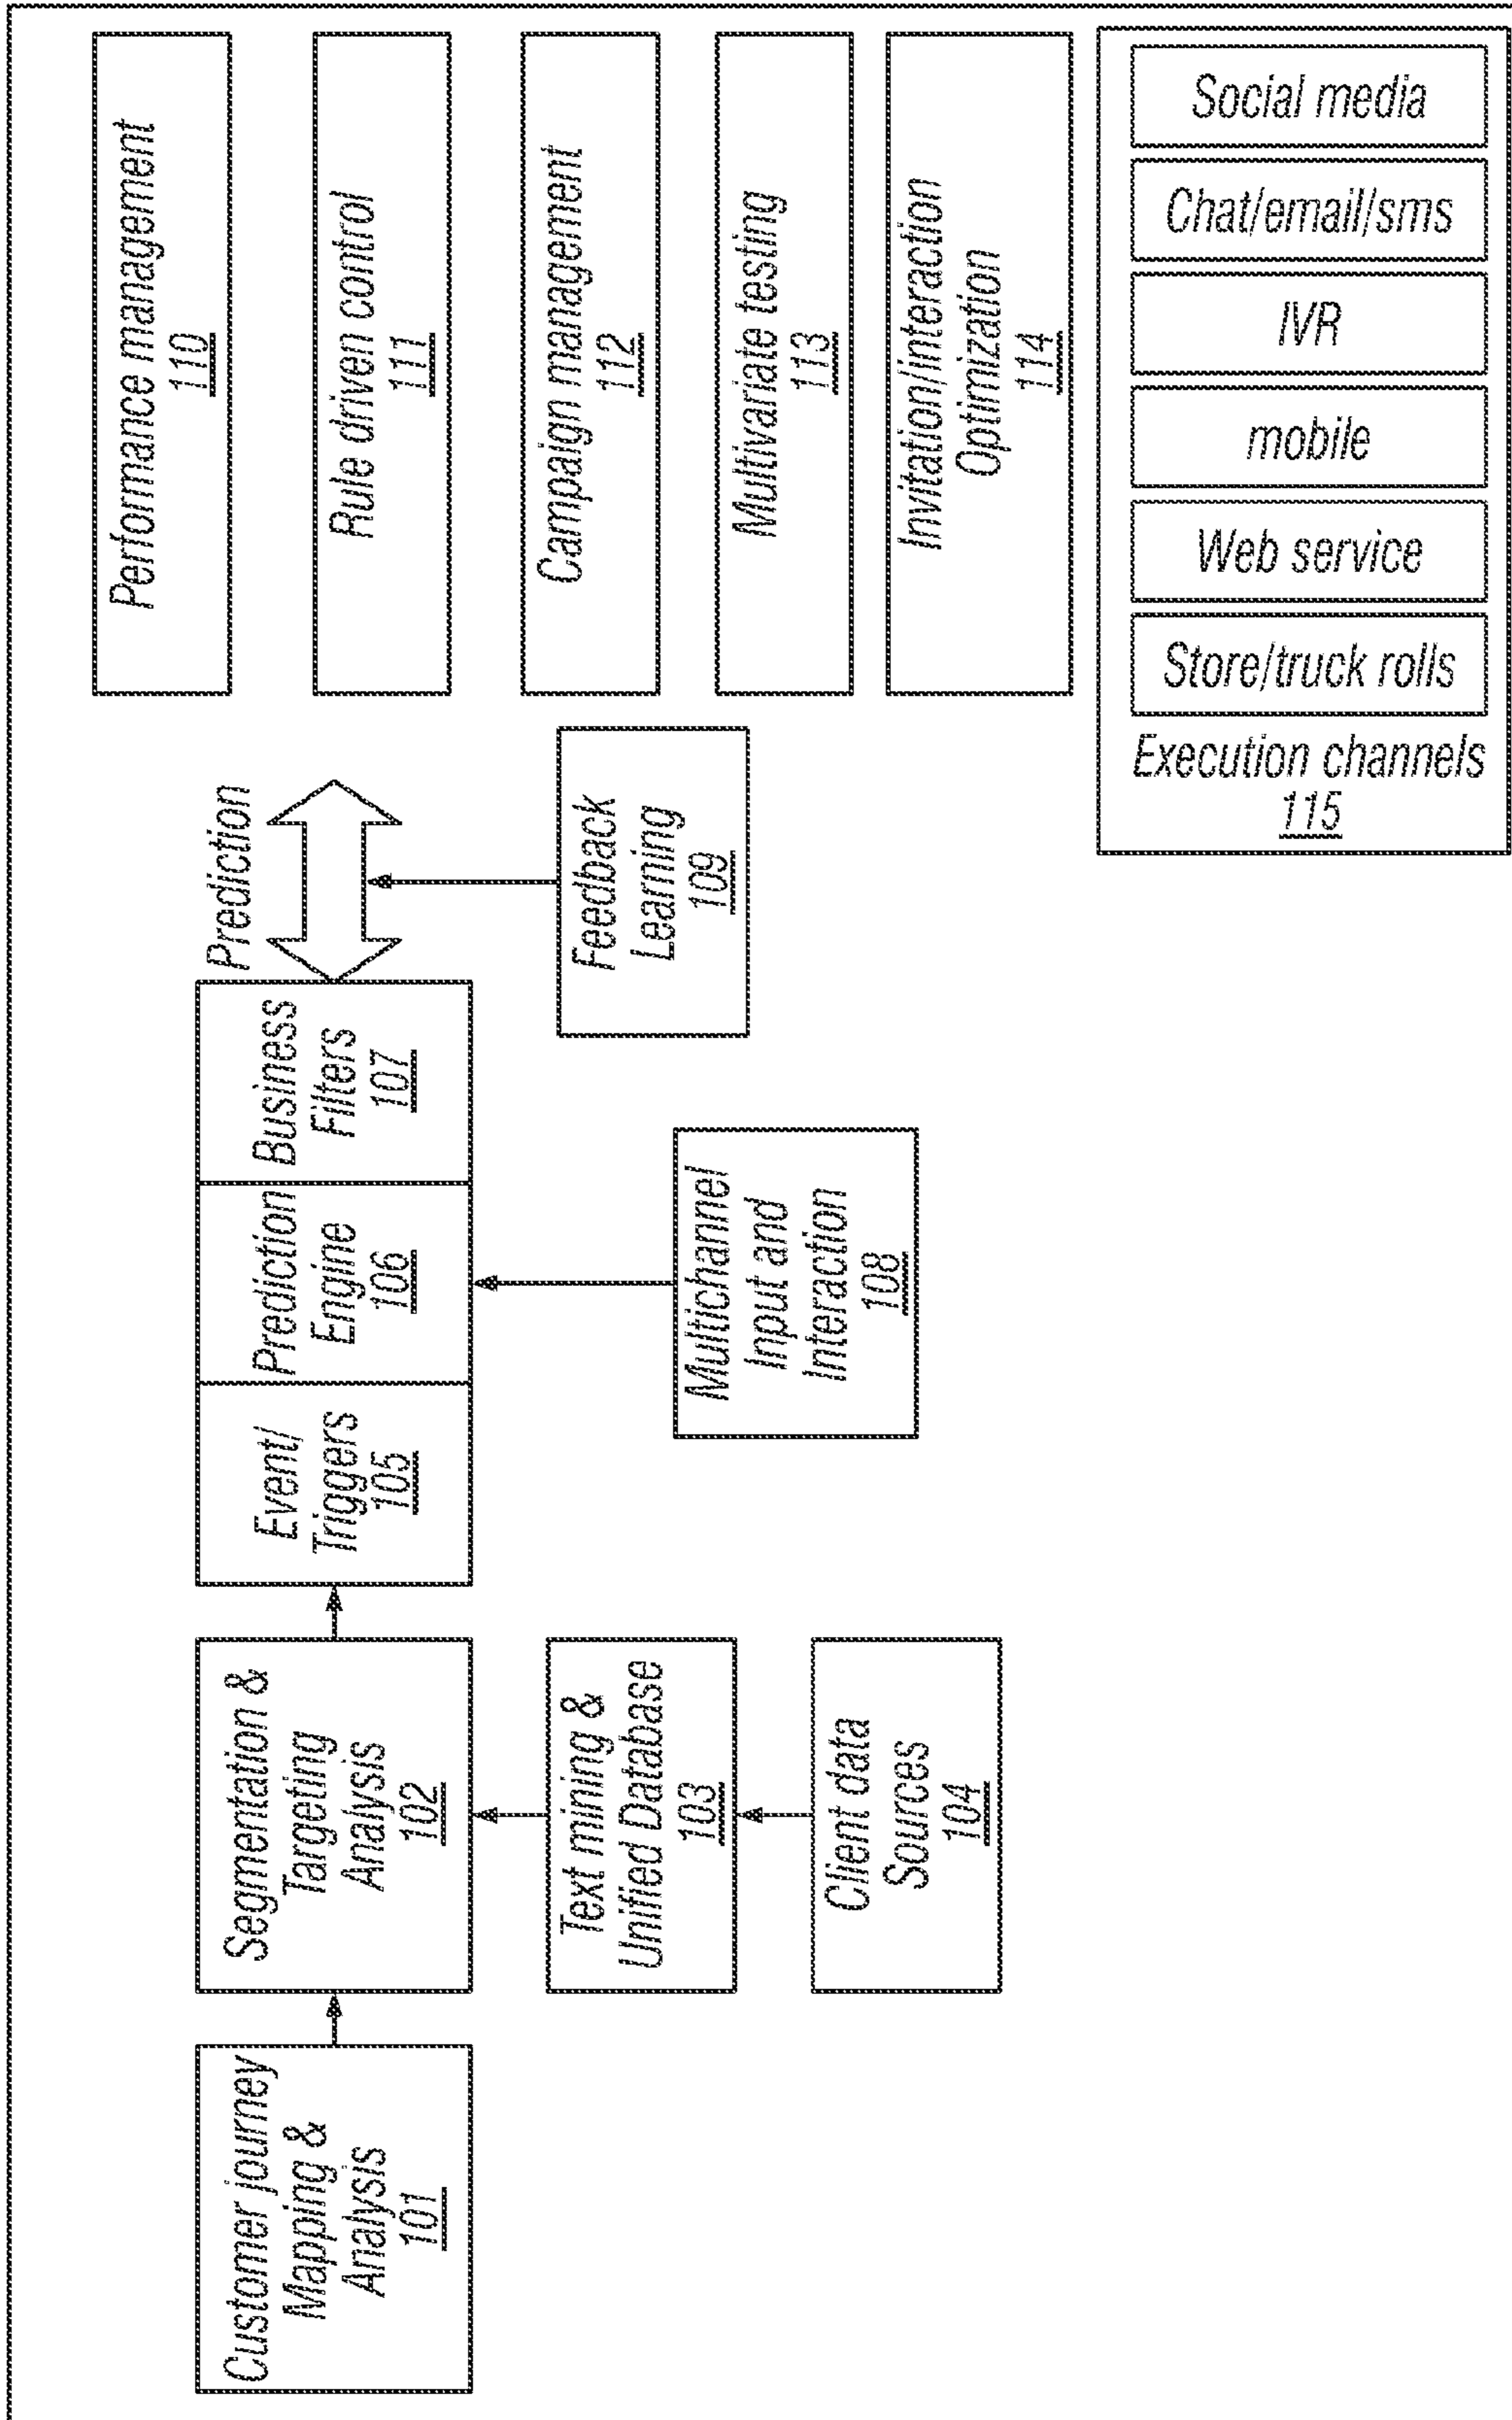 Customer journey
Mapping &
Analysis
101
Segmentation &
Targeting
Analysis
102
Text mining &
Unified Database
103
Client data
Sources
104
Event/
Triggers
105
Prediction
Engine
106
Business
Filters
107
Multichannel
Input and
Interaction
108
Prediction
Feedback
Learning
109
Performance management
110
Rule driven control
111
Campaign management
112
Multivariate testing
113
Invitation/interaction
Optimization
114
Social media
Chat/email/sms
IVR
mobile
Web service
Store/truck rolls
Execution channels
115